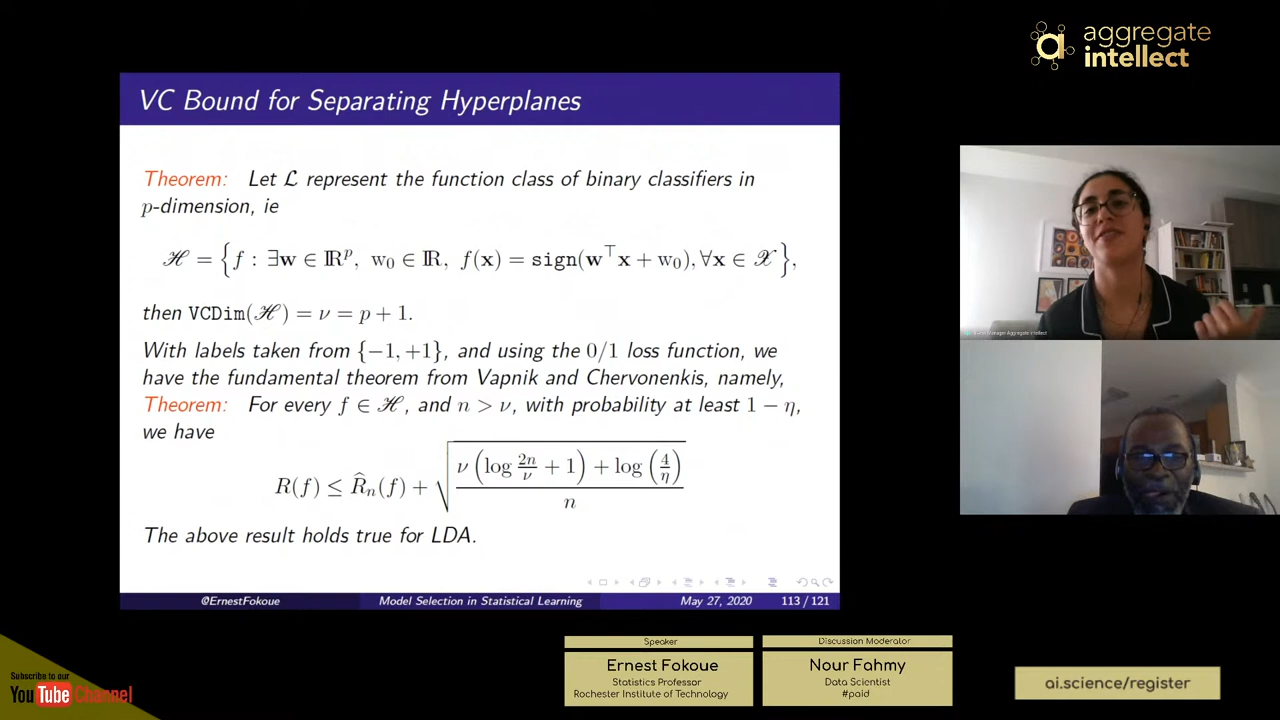 aggregate
intellect
VC Bound for Separating Hyperplanes
Theorem: Let ℒ represent the function class of binary classifiers in
p-dimension, ie
ℋ = {f : ∃w ∈ ℝᵖ, w₀ ∈ ℝ, f(x) = sign(w⊤x + w₀), ∀x ∈ 𝒳},
then VCDim(ℋ) = ν = p + 1.
With labels taken from {−1, +1}, and using the 0/1 loss function, we
have the fundamental theorem from Vapnik and Chervonenkis, namely,
Theorem: For every f ∈ ℋ, and n > ν, with probability at least 1 − η,
we have
R(f) ≤ R̂ₙ(f) + √((ν(log 2n/ν + 1) + log(4/η))/n)
The above result holds true for LDA.
@ErnestFokoue Model Selection in Statistical Learning May 27, 2020 113 / 121
Speaker
Ernest Fokoue
Statistics Professor
Rochester Institute of Technology
Discussion Moderator
Nour Fahmy
Data Scientist
#paid
ai.science/register
Subscribe to our
YouTube Channel